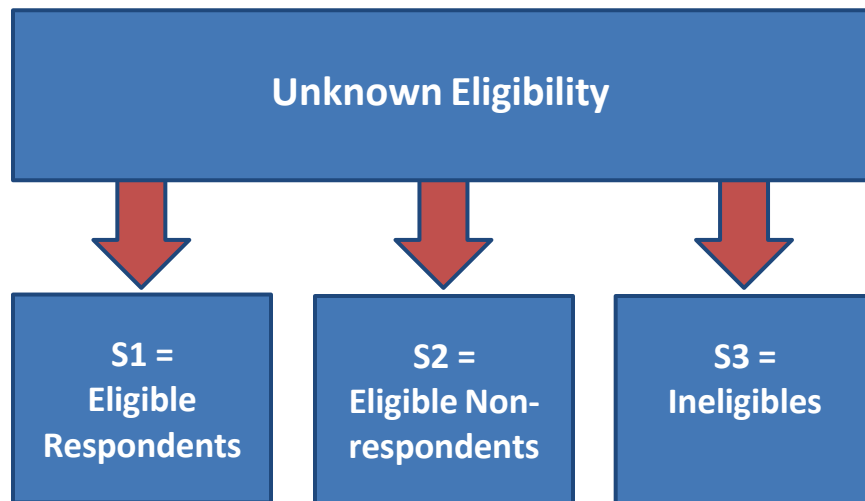 Unknown Eligibility
S1 =
Eligible
Respondents
S2 =
Eligible Non-
respondents
S3 =
Ineligibles